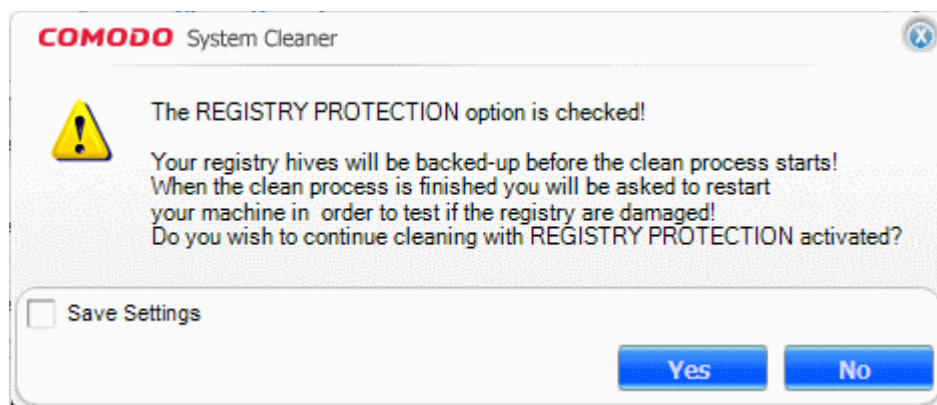 COMODO System Cleaner
The REGISTRY PROTECTION option is checked!
Your registry hives will be backed-up before the clean process starts!
When the clean process is finished you will be asked to restart
your machine in order to test if the registry are damaged!
Do you wish to continue cleaning with REGISTRY PROTECTION activated?
Save Settings
Yes No